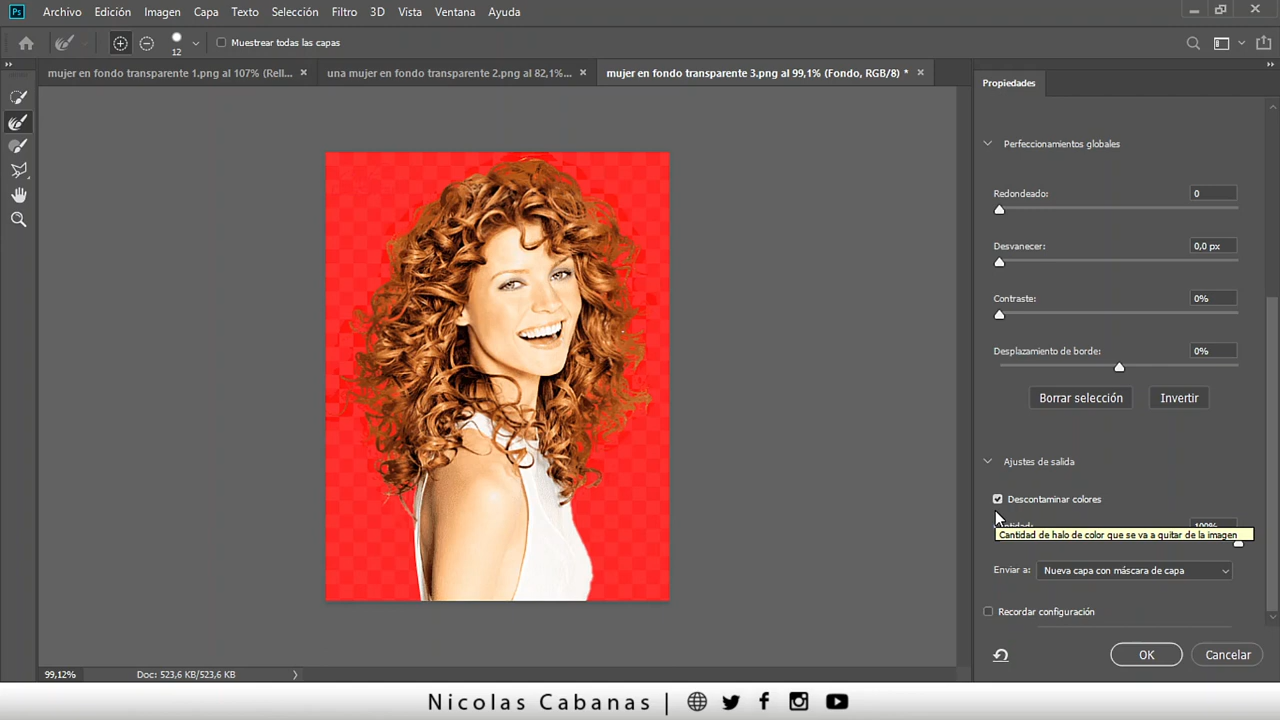 Ps Archivo Edición Imagen Capa Texto Selección Filtro 3D Vista Ventana Ayuda
12 Muestrear todas las capas
mujer en fondo transparente 1.png al 107% (Rell... × una mujer en fondo transparente 2.png al 82,1%... × mujer en fondo transparente 3.png al 99,1% (Fondo, RGB/8) * ×
Propiedades
Perfeccionamientos globales
Redondeado: 0
Desvanecer: 0,0 px
Contraste: 0%
Desplazamiento de borde: 0%
Borrar selección Invertir
Ajustes de salida
Descontaminar colores
100%
Cantidad de halo de color que se va a quitar de la imagen
Enviar a: Nueva capa con máscara de capa
Recordar configuración
OK Cancelar
99,12% Doc: 523,6 KB/523,6 KB
Nicolas Cabanas |